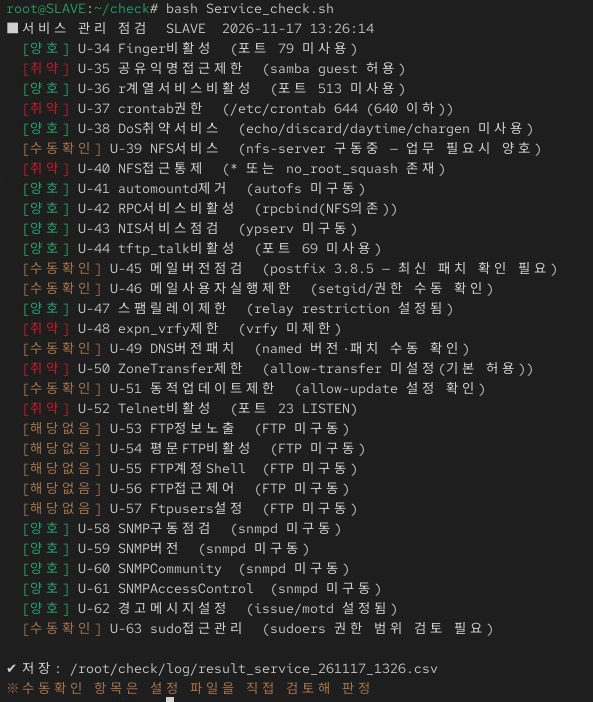 root@SLAVE:~/check# bash Service_check.sh
■서비스 관리 점검 SLAVE 2026-11-17 13:26:14
[양호] U-34 Finger비활성 (포트 79 미사용)
[취약] U-35 공유익명접근제한 (samba guest 허용)
[양호] U-36 r계열서비스비활성 (포트 513 미사용)
[취약] U-37 crontab권한 (/etc/crontab 644 (640 이하))
[양호] U-38 DoS취약서비스 (echo/discard/daytime/chargen 미사용)
[수동확인] U-39 NFS서비스 (nfs-server 구동중 — 업무 필요시 양호)
[취약] U-40 NFS접근통제 (* 또는 no_root_squash 존재)
[양호] U-41 automountd제거 (autofs 미구동)
[양호] U-42 RPC서비스비활성 (rpcbind(NFS의존))
[양호] U-43 NIS서비스점검 (ypserv 미구동)
[양호] U-44 tftp_talk비활성 (포트 69 미사용)
[수동확인] U-45 메일버전점검 (postfix 3.8.5 — 최신 패치 확인 필요)
[수동확인] U-46 메일사용자실행제한 (setgid/권한 수동 확인)
[양호] U-47 스팸릴레이제한 (relay restriction 설정됨)
[취약] U-48 expn_vrfy제한 (vrfy 미제한)
[수동확인] U-49 DNS버전패치 (named 버전·패치 수동 확인)
[취약] U-50 ZoneTransfer제한 (allow-transfer 미설정(기본 허용))
[수동확인] U-51 동적업데이트제한 (allow-update 설정 확인)
[취약] U-52 Telnet비활성 (포트 23 LISTEN)
[해당없음] U-53 FTP정보노출 (FTP 미구동)
[해당없음] U-54 평문FTP비활성 (FTP 미구동)
[해당없음] U-55 FTP계정Shell (FTP 미구동)
[해당없음] U-56 FTP접근제어 (FTP 미구동)
[해당없음] U-57 Ftpusers설정 (FTP 미구동)
[양호] U-58 SNMP구동점검 (snmpd 미구동)
[양호] U-59 SNMP버전 (snmpd 미구동)
[양호] U-60 SNMPCommunity (snmpd 미구동)
[양호] U-61 SNMPAccessControl (snmpd 미구동)
[양호] U-62 경고메시지설정 (issue/motd 설정됨)
[수동확인] U-63 sudo접근관리 (sudoers 권한 범위 검토 필요)
✔ 저장: /root/check/log/result_service_261117_1326.csv
※수동확인 항목은 설정 파일을 직접 검토해 판정